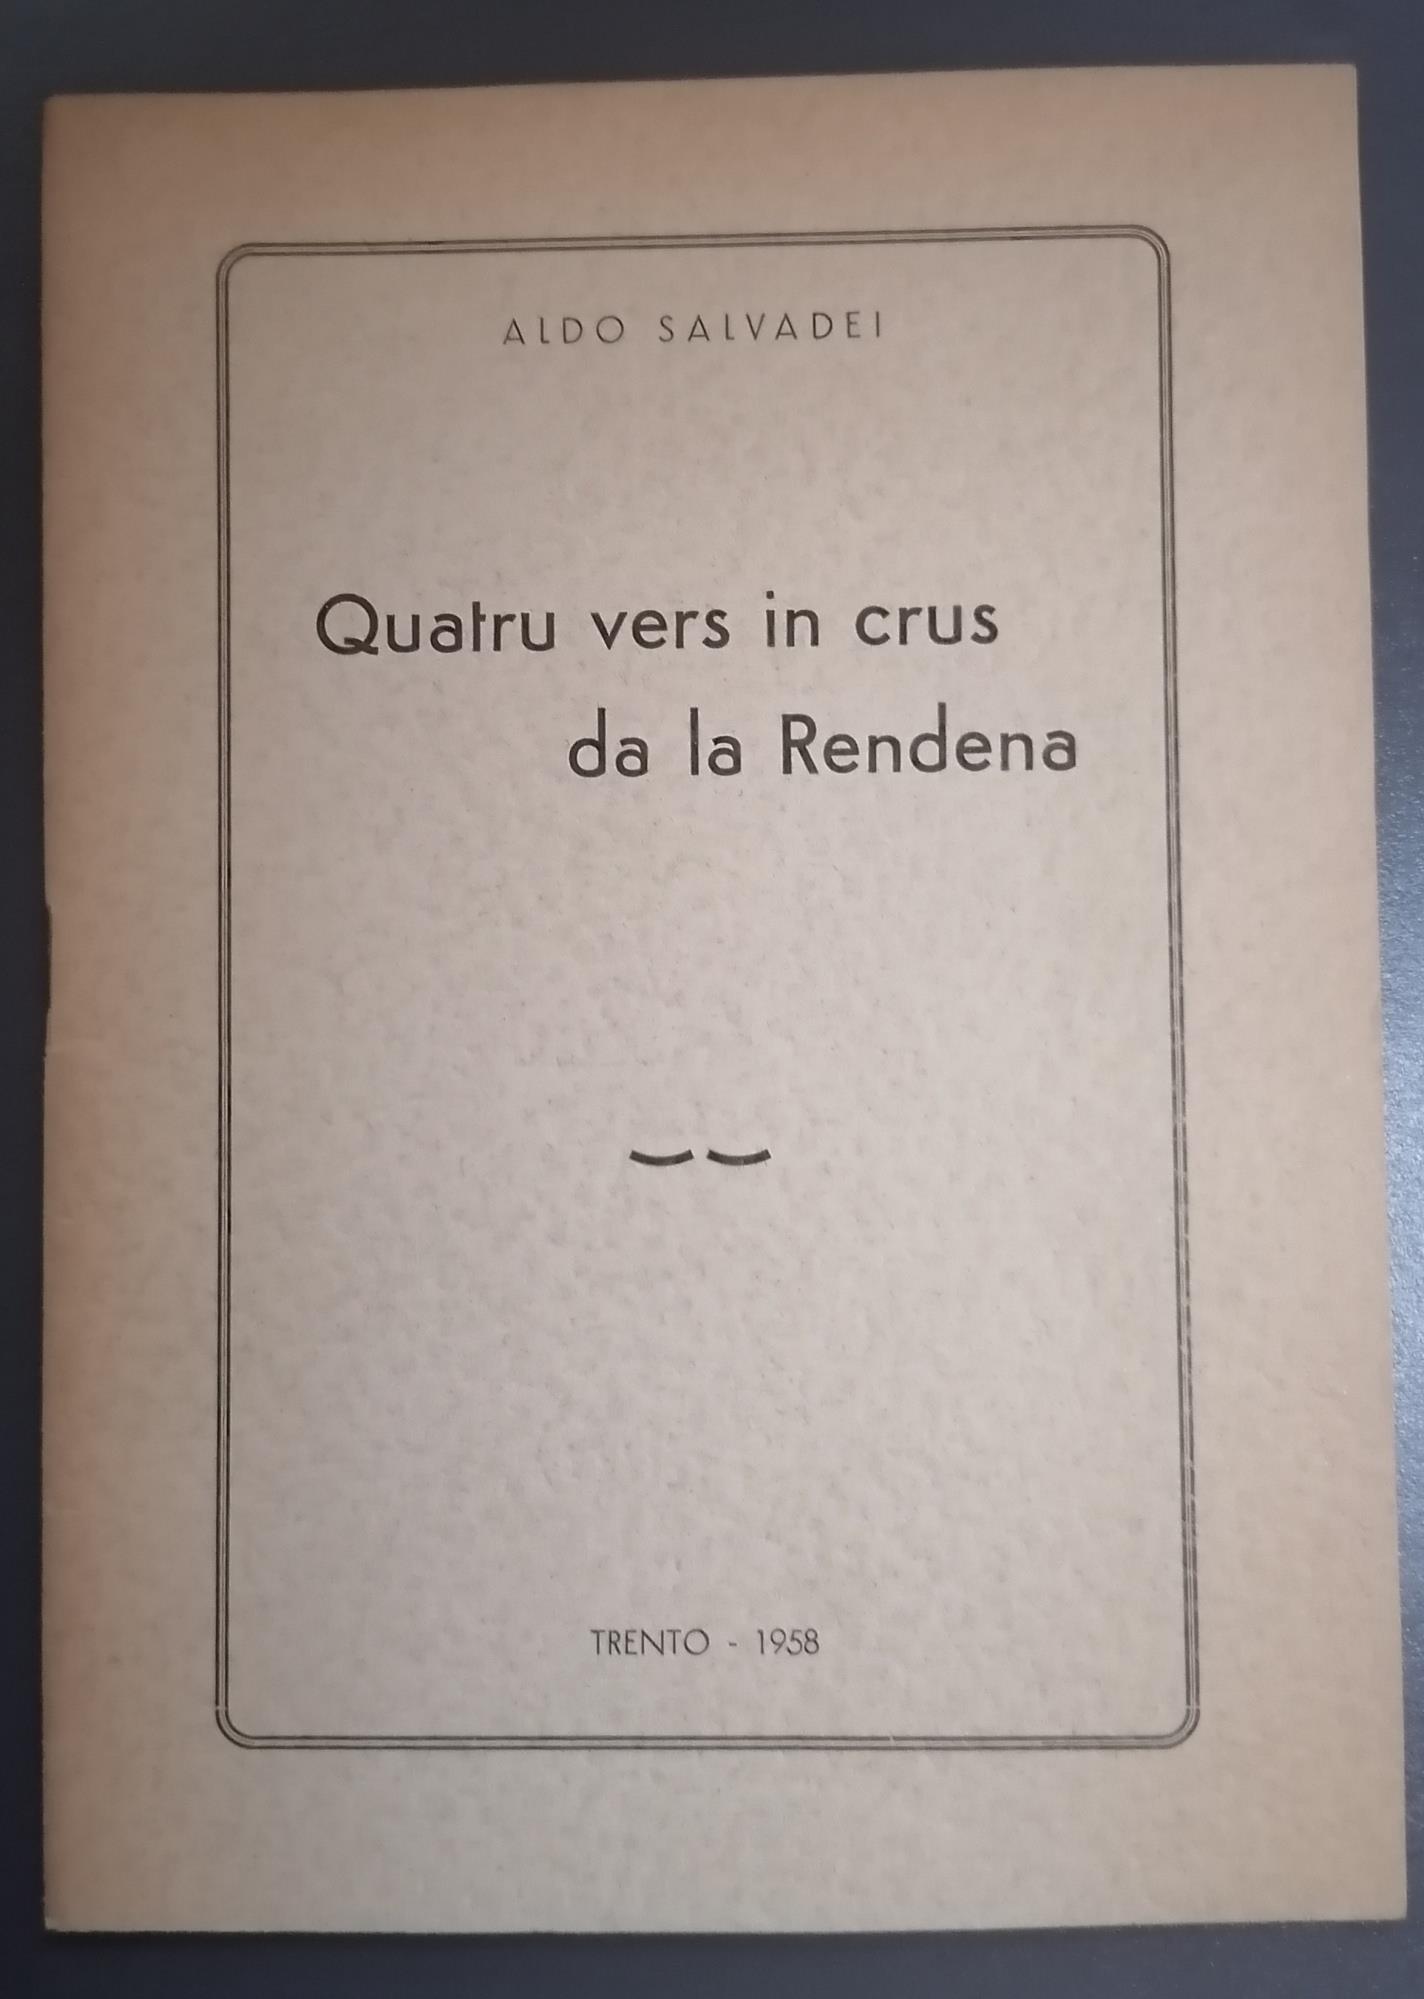 ALDO SALVADEI
Quatru vers in crus
da la Rendena
TRENTO - 1958